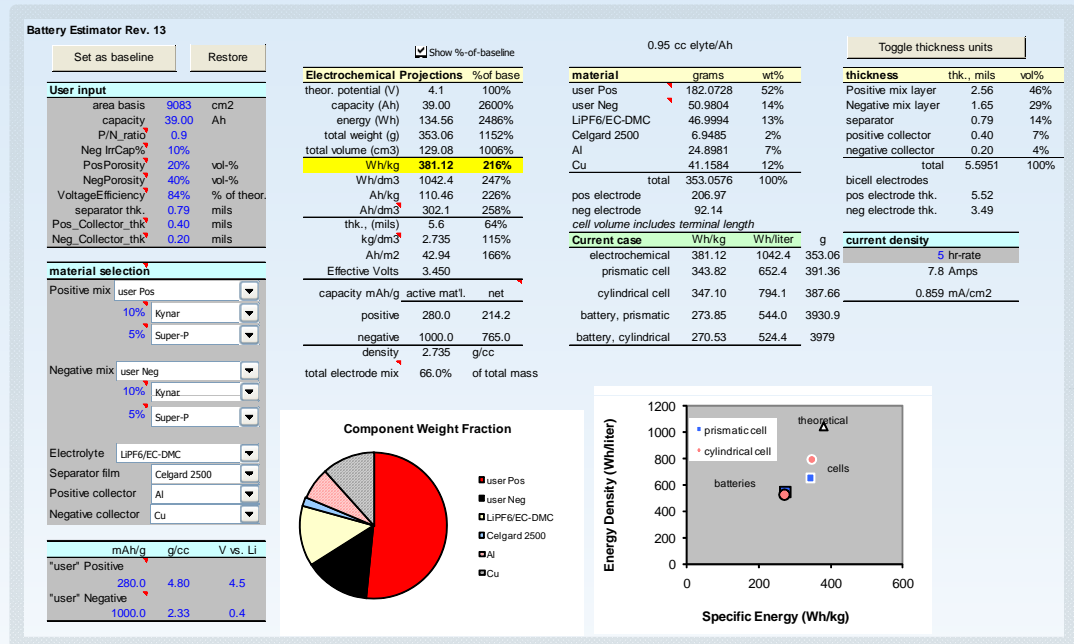 Battery Estimator Rev. 13
Set as baseline
Restore
User input
area basis 9083 cm2
capacity 39.00 Ah
P/N_ratio 0.9
Neg IrrCap% 10%
PosPorosity 20% vol-%
NegPorosity 40% vol-%
VoltageEfficiency 84% % of theor.
separator thk. 0.79 mils
Pos_Collector_thk 0.40 mils
Neg_Collector_thk 0.20 mils
material selection
Positive mix user Pos
10% Kynar
5% Super-P
Negative mix user Neg
10% Kynar
5% Super-P
Electrolyte LiPF6/EC-DMC
Separator film Celgard 2500
Positive collector Al
Negative collector Cu
mAh/g g/cc V vs. Li
"user" Positive
280.0 4.80 4.5
"user" Negative
1000.0 2.33 0.4
Show %-of-baseline
Electrochemical Projections %of base
theor. potential (V) 4.1 100%
capacity (Ah) 39.00 2600%
energy (Wh) 134.56 2486%
total weight (g) 353.06 1152%
total volume (cm3) 129.08 1006%
Wh/kg 381.12 216%
Wh/dm3 1042.4 247%
Ah/kg 110.46 226%
Ah/dm3 302.1 258%
thk., (mils) 5.6 64%
kg/dm3 2.735 115%
Ah/m2 42.94 166%
Effective Volts 3.450
capacity mAh/g active mat'l. net
positive 280.0 214.2
negative 1000.0 765.0
density 2.735 g/cc
total electrode mix 66.0% of total mass
0.95 cc elyte/Ah
material grams wt%
user Pos 182.0728 52%
user Neg 50.9804 14%
LiPF6/EC-DMC 46.9994 13%
Celgard 2500 6.9485 2%
Al 24.8981 7%
Cu 41.1584 12%
total 353.0576 100%
pos electrode 206.97
neg electrode 92.14
cell volume includes terminal length
Current case Wh/kg Wh/liter g
electrochemical 381.12 1042.4 353.06
prismatic cell 343.82 652.4 391.36
cylindrical cell 347.10 794.1 387.66
battery, prismatic 273.85 544.0 3930.9
battery, cylindrical 270.53 524.4 3979
Toggle thickness units
thickness thk., mils vol%
Positive mix layer 2.56 46%
Negative mix layer 1.65 29%
separator 0.79 14%
positive collector 0.40 7%
negative collector 0.20 4%
total 5.5951 100%
bicell electrodes
pos electrode thk. 5.52
neg electrode thk. 3.49
current density
5 hr-rate
7.8 Amps
0.859 mA/cm2
Component Weight Fraction
user Pos
user Neg
LiPF6/EC-DMC
Celgard 2500
Al
Cu
Energy Density (Wh/liter)
1200
1000
800
600
400
200
0
prismatic cell
cylindrical cell
theoretical
cells
batteries
0 200 400 600
Specific Energy (Wh/kg)